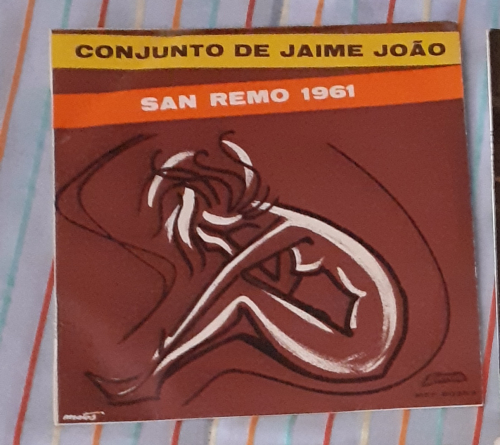 CONJUNTO DE JAIME JOÃO
SAN REMO 1961